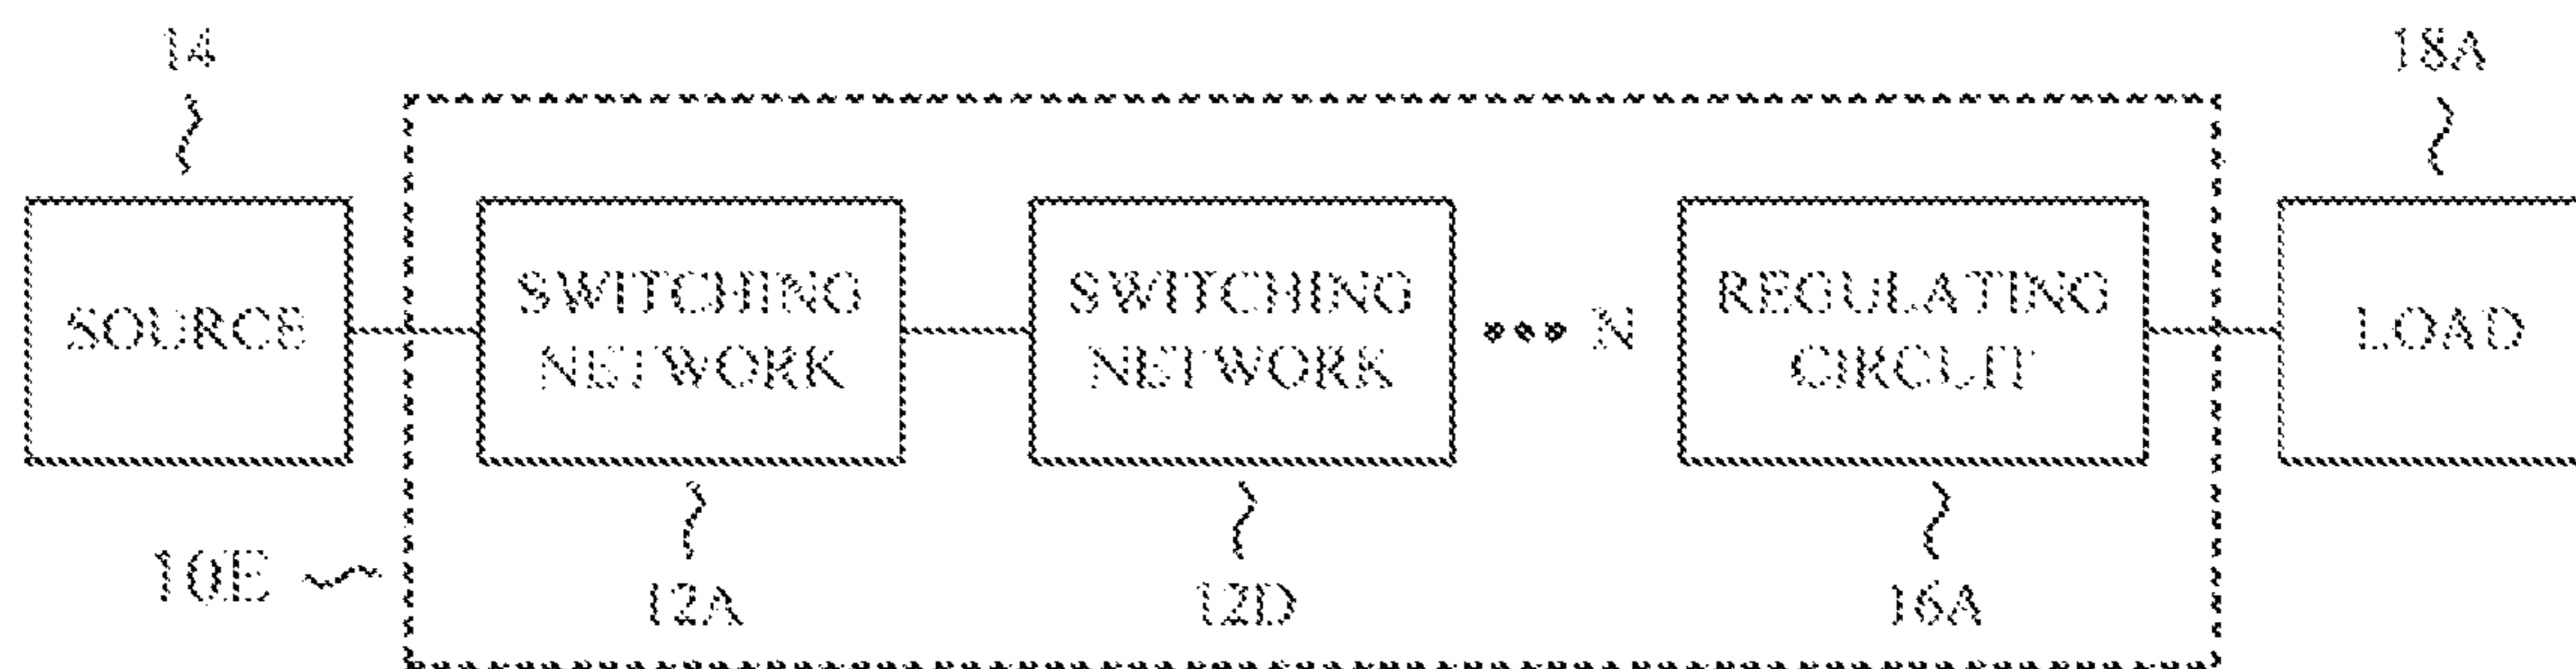 14
18A
SOURCE
SWITCHING
NETWORK
SWITCHING
NETWORK
••• N
REGULATING
CIRCUIT
LOAD
10E
12A
12D
16A